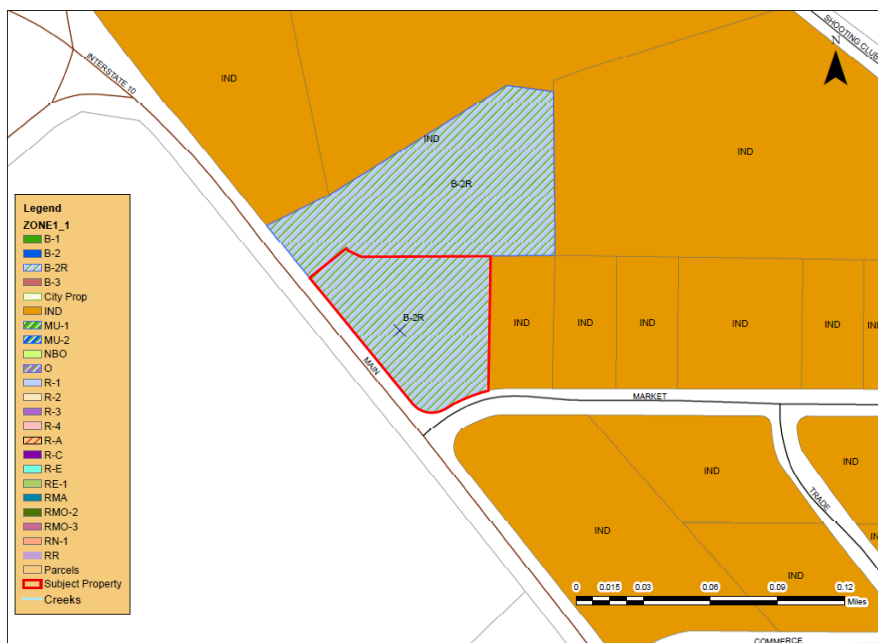 SHOOTING CLUB
N
INTERSTATE 10
IND
IND
IND
B-2R
B-2R
MAIN
IND
IND
IND
IND
IND
MARKET
IND
IND
IND
IND
TRADE
COMMERCE
Legend
ZONE1_1
B-1
B-2
B-2R
B-3
City Prop
IND
MU-1
MU-2
NBO
O
R-1
R-2
R-3
R-4
R-A
R-C
R-E
RE-1
RMA
RMO-2
RMO-3
RN-1
RR
Parcels
Subject Property
Creeks
0 0.015 0.03 0.06 0.09 0.12
Miles